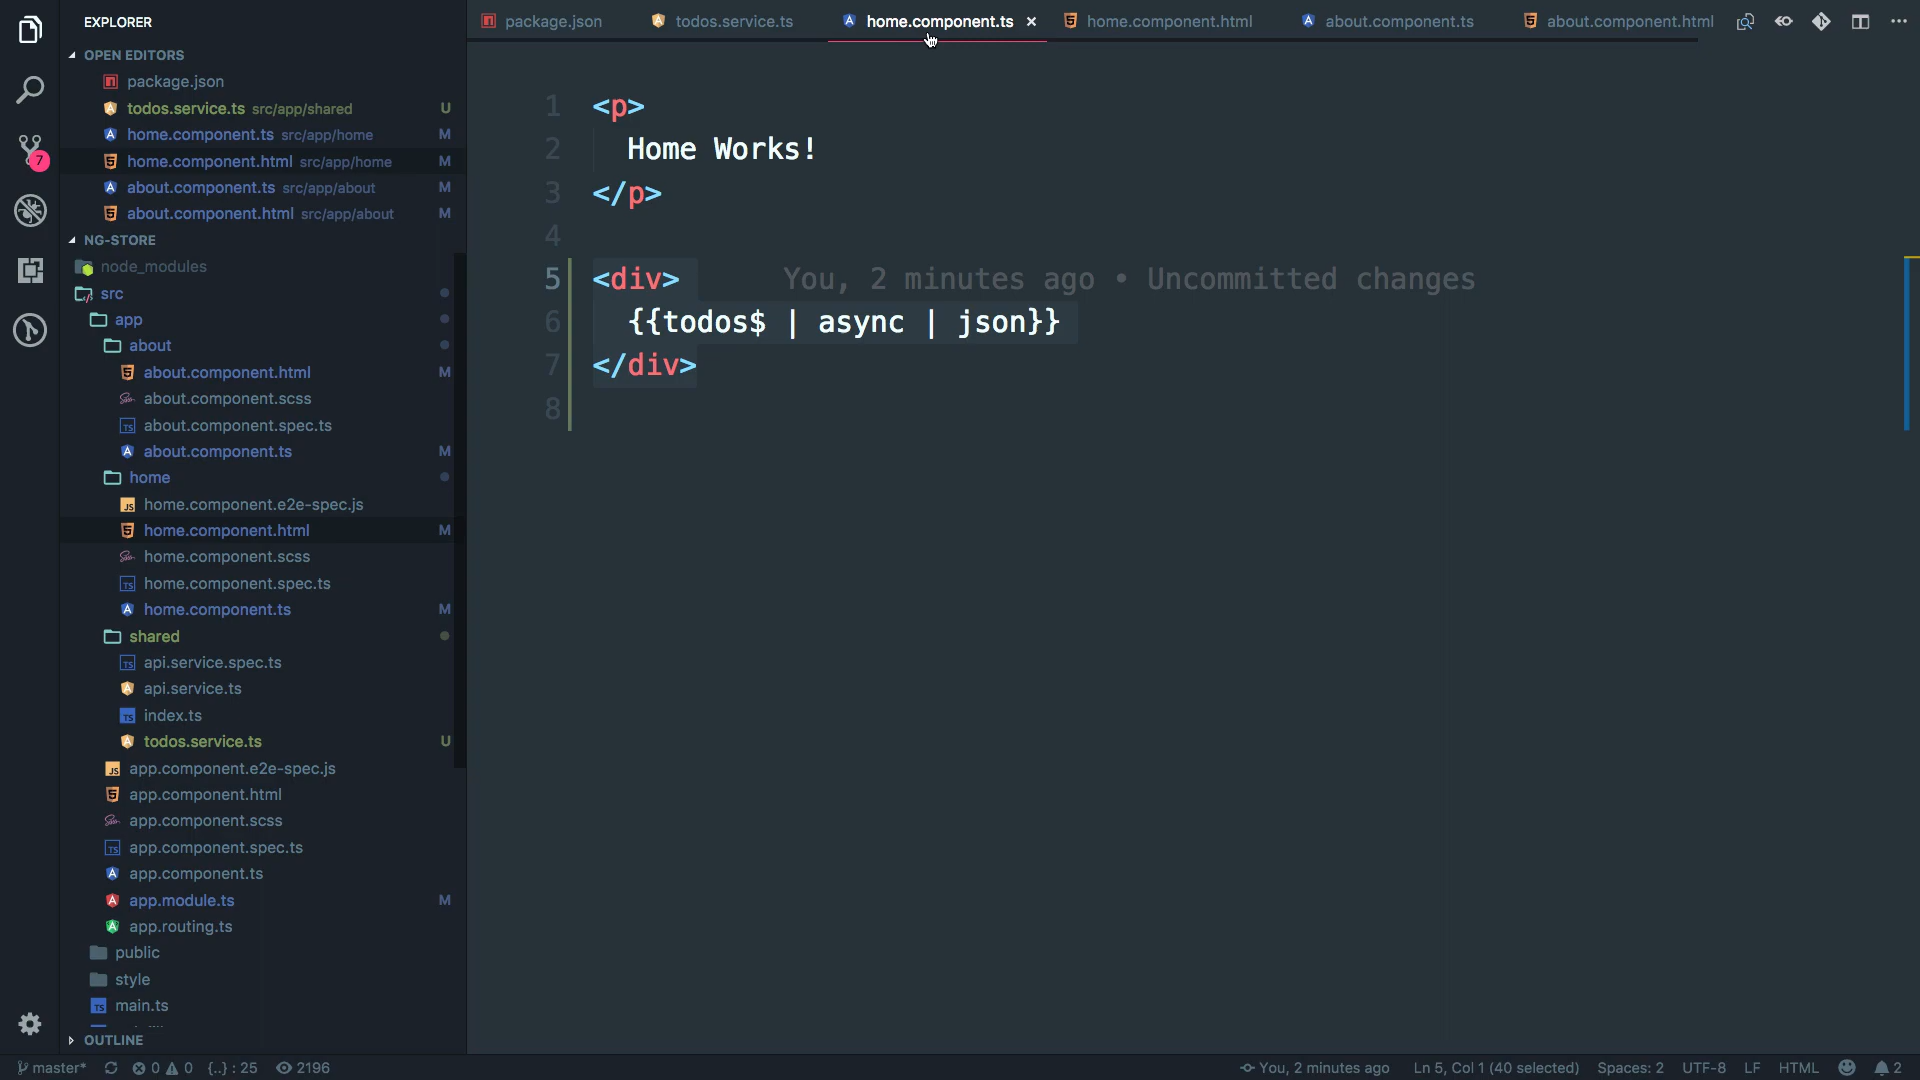 EXPLORER
OPEN EDITORS
package.json
todos.service.ts src/app/shared U
home.component.ts src/app/home M
home.component.html src/app/home M
about.component.ts src/app/about M
about.component.html src/app/about M
NG-STORE
node_modules
src
app
about
about.component.html M
about.component.scss
about.component.spec.ts
about.component.ts M
home
home.component.e2e-spec.js
home.component.html M
home.component.scss
home.component.spec.ts
home.component.ts M
shared
api.service.spec.ts
api.service.ts
index.ts
todos.service.ts U
app.component.e2e-spec.js
app.component.html
app.component.scss
app.component.spec.ts
app.component.ts
app.module.ts M
app.routing.ts
public
style
main.ts
OUTLINE
7
package.json todos.service.ts home.component.ts × home.component.html about.component.ts about.component.html
1 <p>
2 Home Works!
3 </p>
4
5 <div> You, 2 minutes ago • Uncommitted changes
6 {{todos$ | async | json}}
7 </div>
8
master* 0 0 {..} : 25 2196 You, 2 minutes ago Ln 5, Col 1 (40 selected) Spaces: 2 UTF-8 LF HTML 2